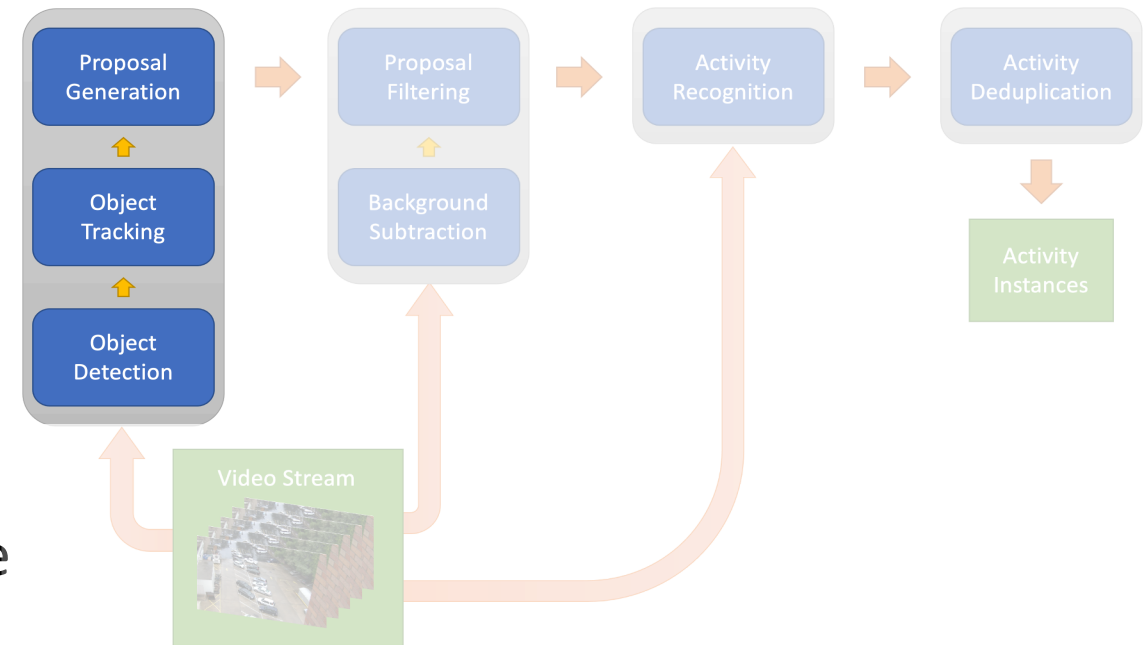 Proposal
Generation
Object
Tracking
Object
Detection
Proposal
Filtering
Background
Subtraction
Activity
Recognition
Activity
Deduplication
Activity
Instances
Video Stream
e